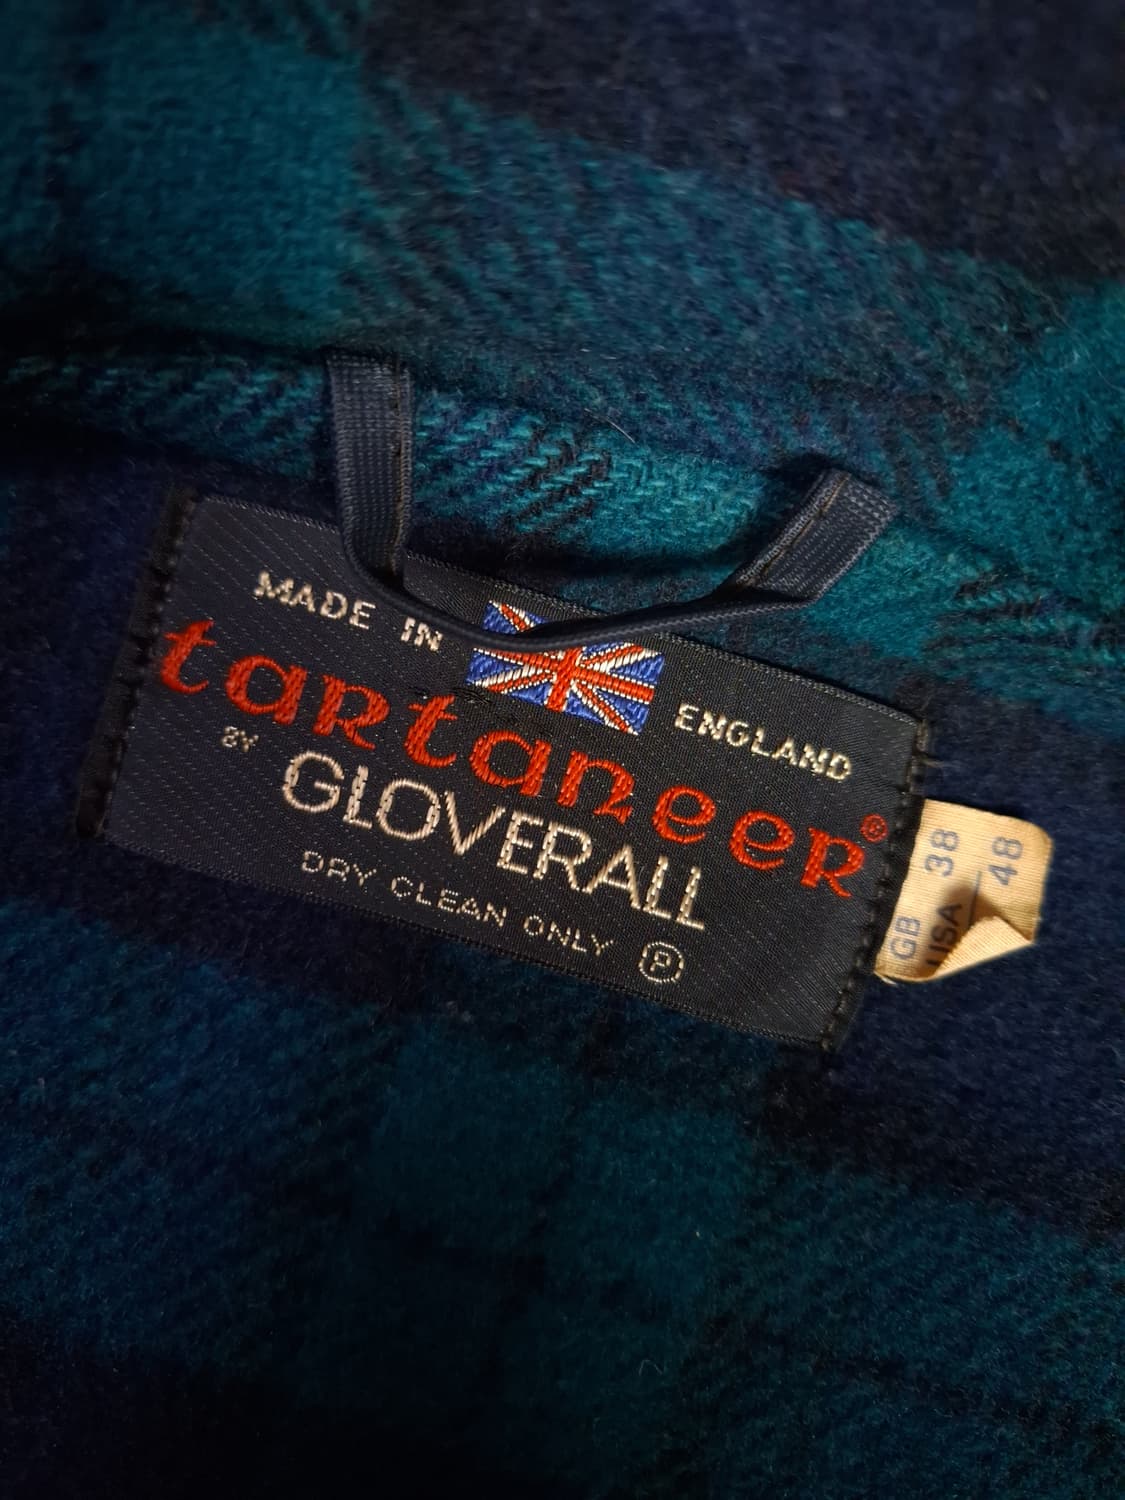 MADE IN ENGLAND
tartaneer®
BY
GLOVERALL
DRY CLEAN ONLY Ⓟ
GB 38
USA
48